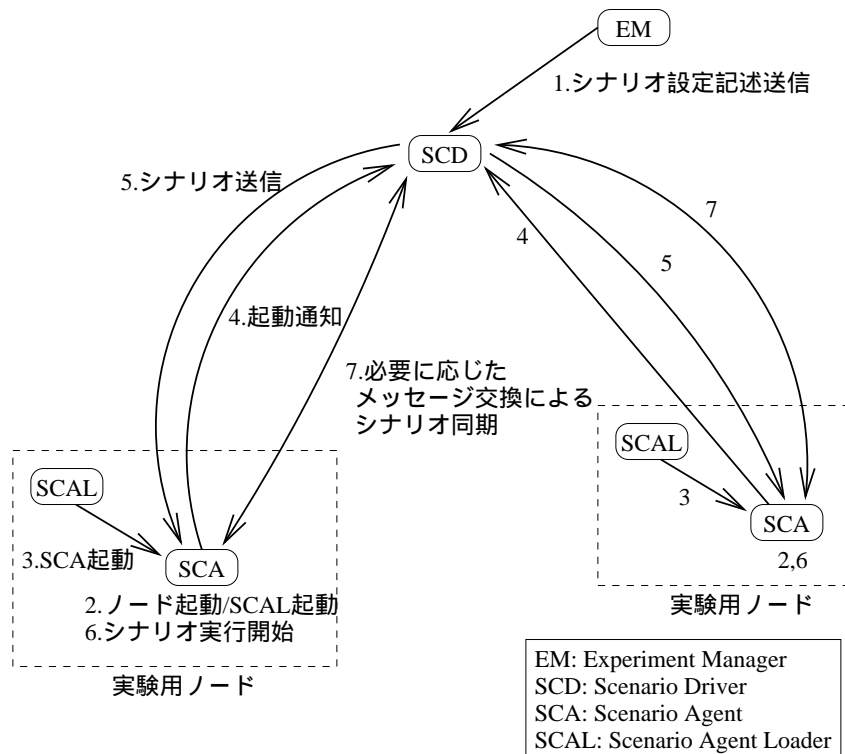 EM
1.シナリオ設定記述送信
SCD
5.シナリオ送信
7
4
5
4.起動通知
7.必要に応じた
メッセージ交換による
シナリオ同期
SCAL
3
SCA
2,6
実験用ノード
SCAL
3.SCA起動
SCA
2.ノード起動/SCAL起動
6.シナリオ実行開始
実験用ノード
EM: Experiment Manager
SCD: Scenario Driver
SCA: Scenario Agent
SCAL: Scenario Agent Loader